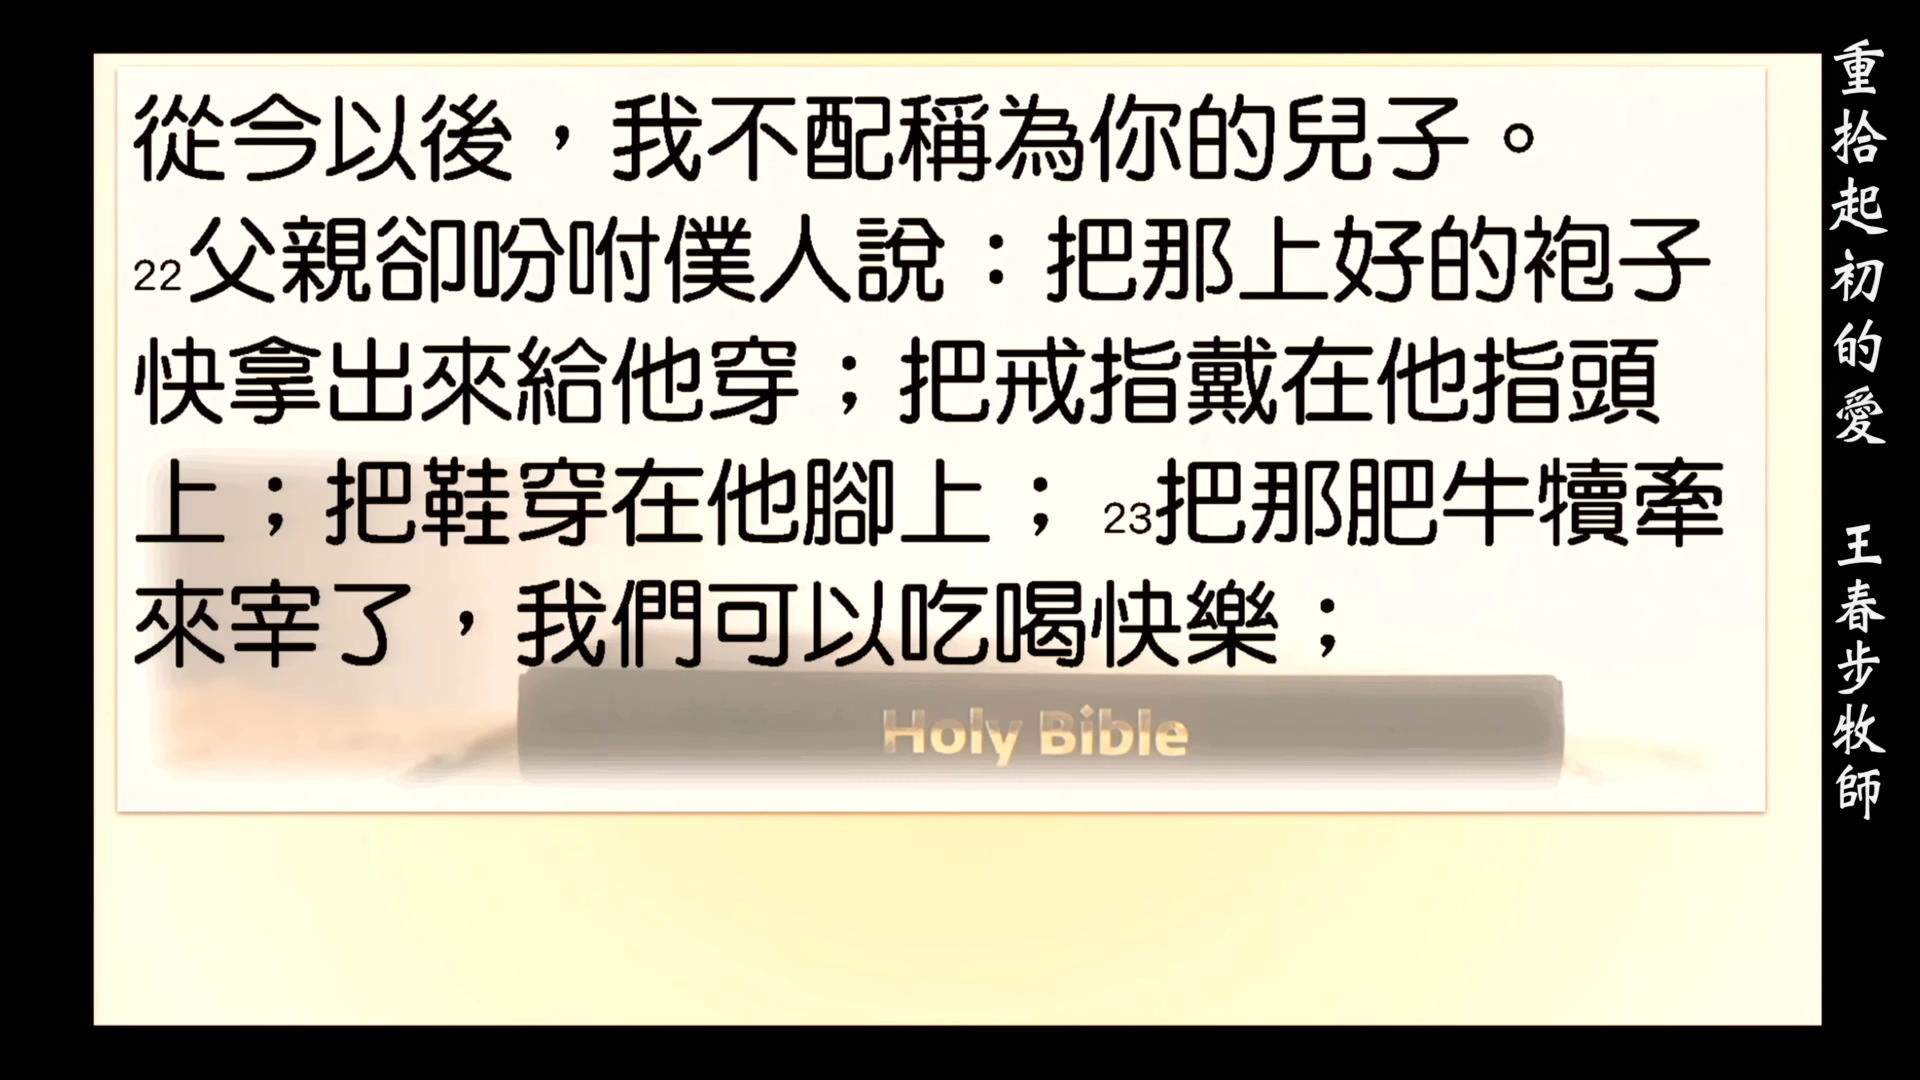 從今以後，我不配稱為你的兒子。
22父親卻吩咐僕人說：把那上好的袍子
快拿出來給他穿；把戒指戴在他指頭
上；把鞋穿在他腳上；23把那肥牛犢牽
來宰了，我們可以吃喝快樂；
Holy Bible
重拾起初的愛 王春步牧師